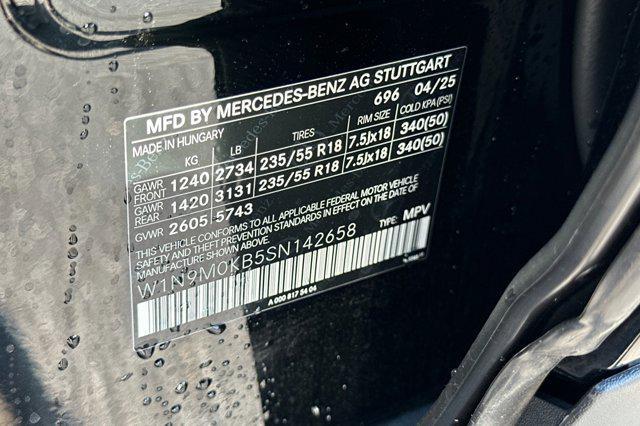 MFD BY MERCEDES-BENZ AG STUTTGART
MADE IN HUNGARY 696 04/25
KG LB TIRES RIM SIZE COLD KPA(PSI)
GAWR FRONT 1240 2734 235/55 R18 7.5Jx18 340(50)
GAWR REAR 1420 3131 235/55 R18 7.5Jx18 340(50)
GVWR 2605 5743
THIS VEHICLE CONFORMS TO ALL APPLICABLE FEDERAL MOTOR VEHICLE
SAFETY AND THEFT PREVENTION STANDARDS IN EFFECT ON THE DATE OF
MANUFACTURE SHOWN ABOVE.
W1N9M0KB5SN142658 TYPE: MPV
A 000 817 54 04